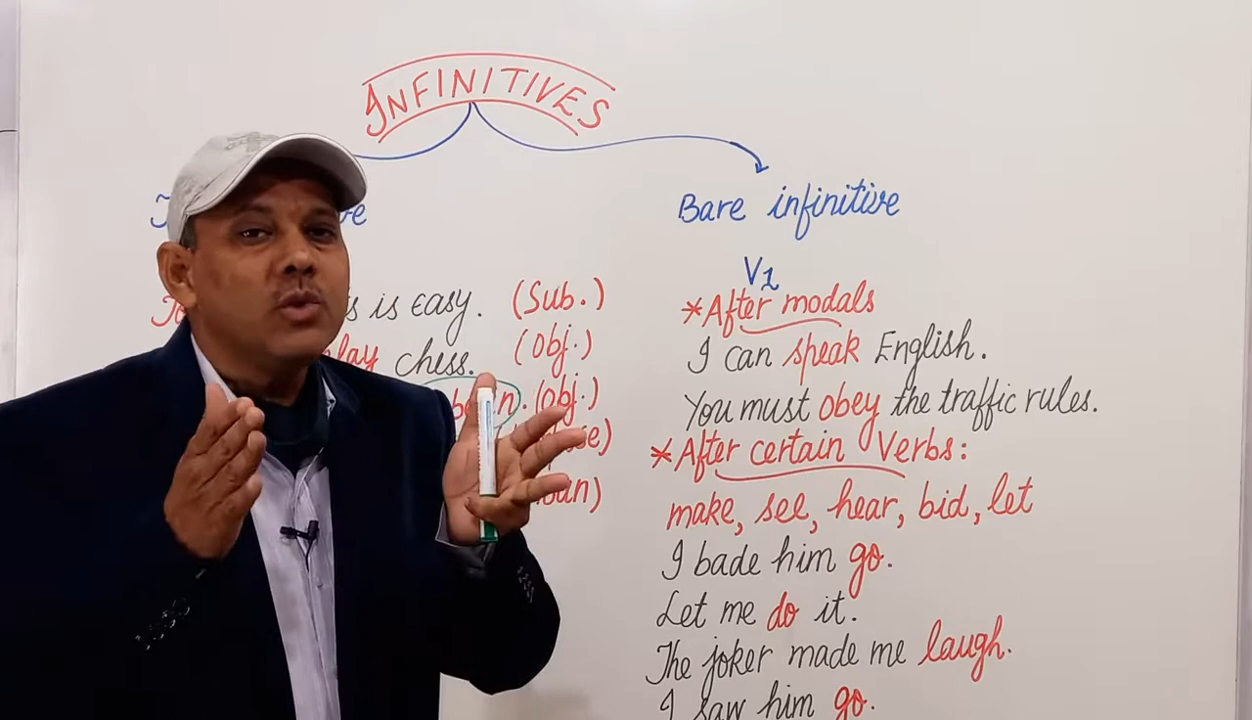 INFINITIVES
s is easy. (Sub.)
play chess. (obj.)
(obj.)
Bare infinitive
V1
*After modals
I can speak English.
You must obey the traffic rules.
*After certain Verbs:
make, see, hear, bid, let
I bade him go.
Let me do it.
The joker made me laugh.
I saw him go.